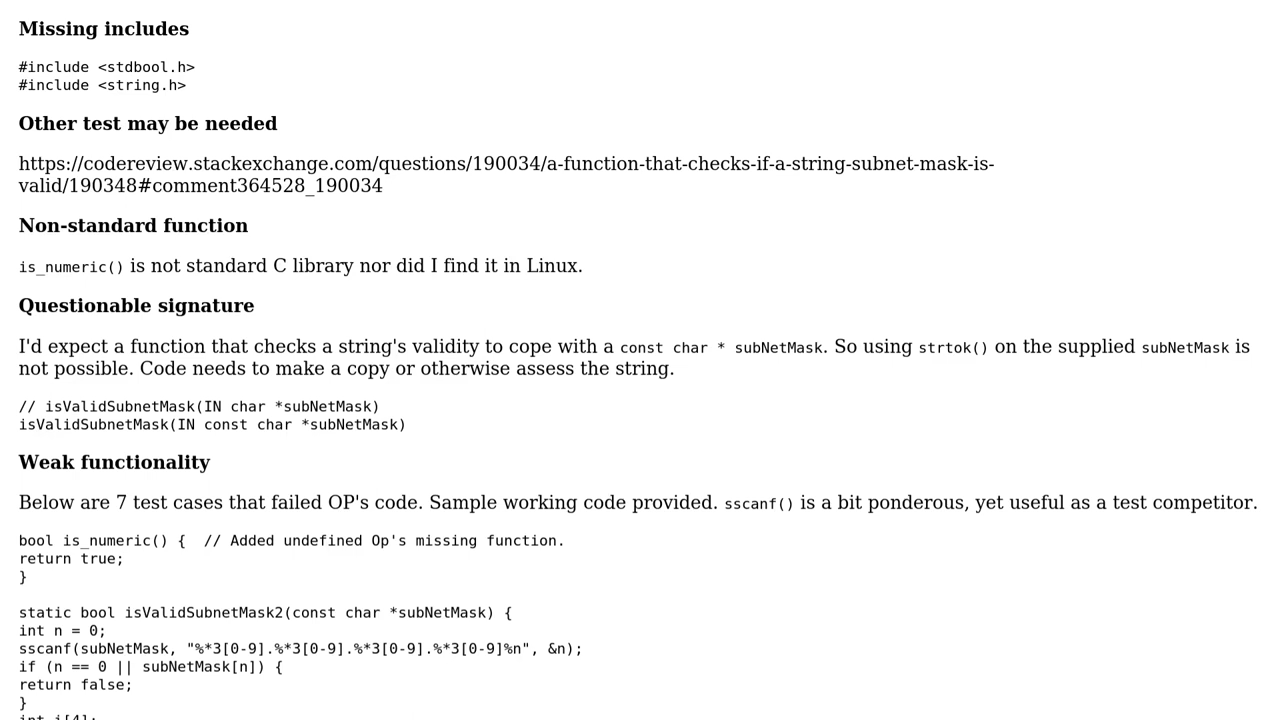 Missing includes
#include <stdbool.h>
#include <string.h>
Other test may be needed
https://codereview.stackexchange.com/questions/190034/a-function-that-checks-if-a-string-subnet-mask-is-
valid/190348#comment364528_190034
Non-standard function
is_numeric() is not standard C library nor did I find it in Linux.
Questionable signature
I'd expect a function that checks a string's validity to cope with a const char * subNetMask. So using strtok() on the supplied subNetMask is
not possible. Code needs to make a copy or otherwise assess the string.
// isValidSubnetMask(IN char *subNetMask)
isValidSubnetMask(IN const char *subNetMask)
Weak functionality
Below are 7 test cases that failed OP's code. Sample working code provided. sscanf() is a bit ponderous, yet useful as a test competitor.
bool is_numeric() {  // Added undefined Op's missing function.
return true;
}
static bool isValidSubnetMask2(const char *subNetMask) {
int n = 0;
sscanf(subNetMask, "%*3[0-9].%*3[0-9].%*3[0-9].%*3[0-9]%n", &n);
if (n == 0 || subNetMask[n]) {
return false;
}
int i[4];